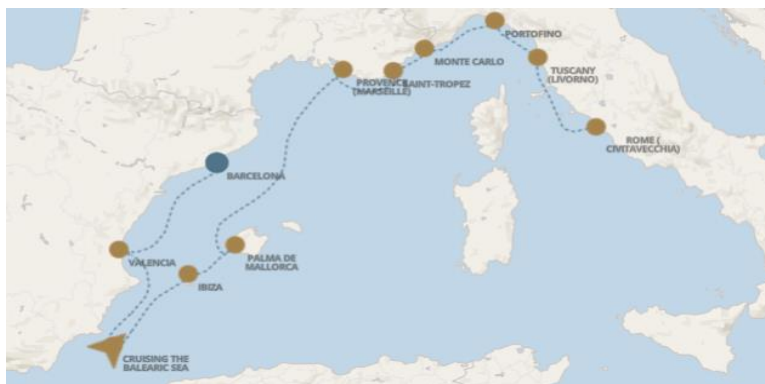 PORTOFINO
MONTE CARLO
TUSCANY
(LIVORNO)
PROVENCE
(MARSEILLE)
SAINT-TROPEZ
ROME (
CIVITAVECCHIA)
BARCELONA
VALENCIA
PALMA DE
MALLORCA
IBIZA
CRUISING THE
BALEARIC SEA